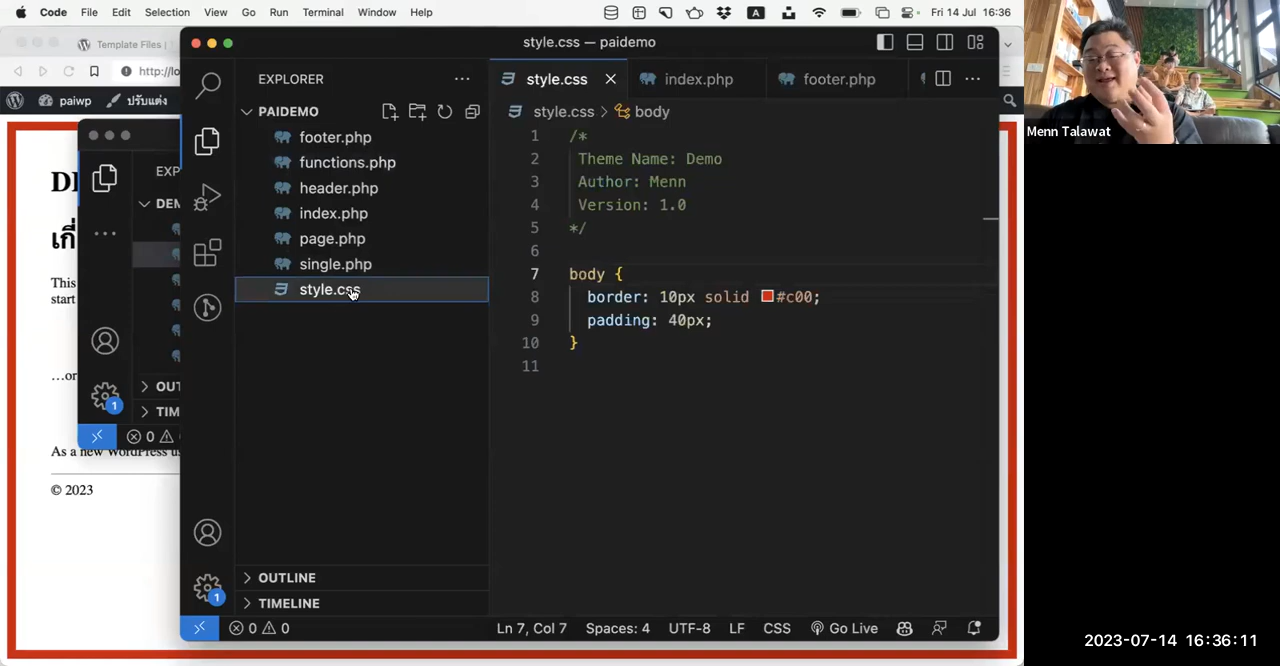 Code File Edit Selection View Go Run Terminal Window Help A Fri 14 Jul 16:36
Template Files |
http://lo
paiwp ปรับแต่ง
style.css — paidemo
EXPLORER
PAIDEMO
footer.php
functions.php
header.php
index.php
page.php
single.php
style.css
OUTLINE
TIMELINE
style.css index.php footer.php
style.css > body
1 /*
2 Theme Name: Demo
3 Author: Menn
4 Version: 1.0
5 */
6
7 body {
8 border: 10px solid #c00;
9 padding: 40px;
10 }
11
1
0 0 Ln 7, Col 7 Spaces: 4 UTF-8 LF CSS Go Live
EXP
DEM
OUT
TIM
1
0
This
start
…or
As a new WordPress us
© 2023
Menn Talawat
2023-07-14 16:36:11